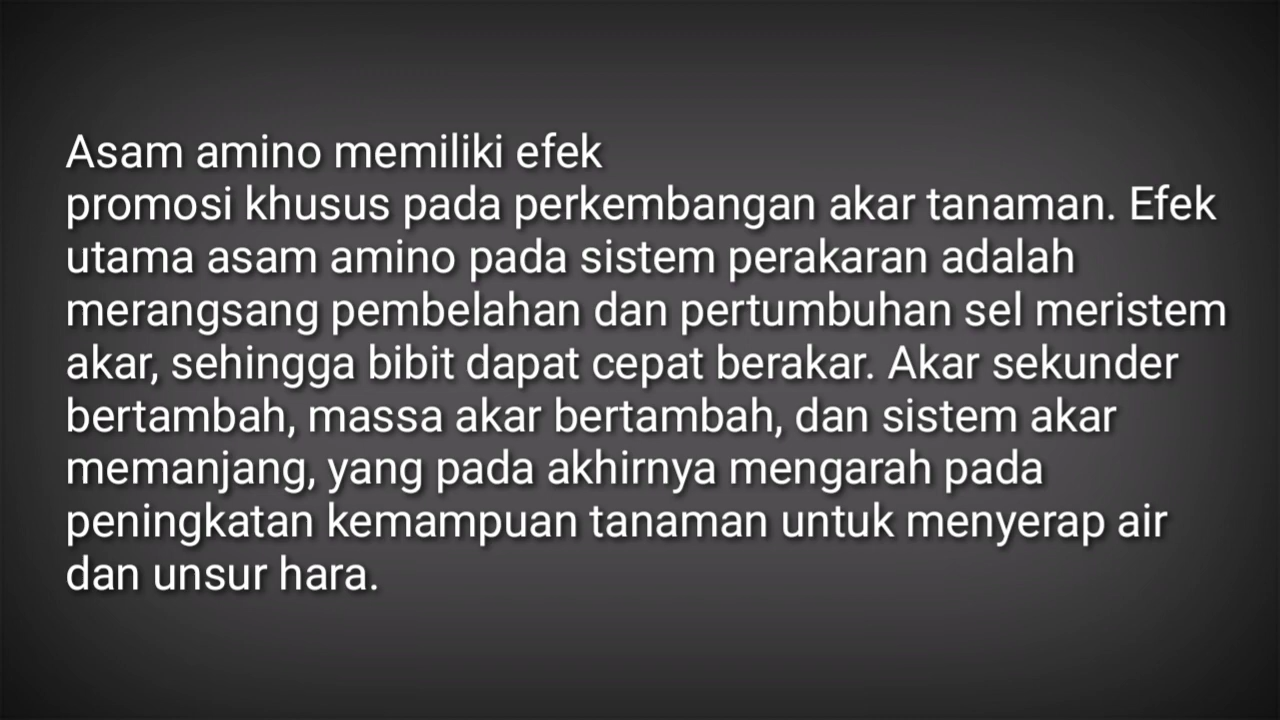 Asam amino memiliki efek
promosi khusus pada perkembangan akar tanaman. Efek
utama asam amino pada sistem perakaran adalah
merangsang pembelahan dan pertumbuhan sel meristem
akar, sehingga bibit dapat cepat berakar. Akar sekunder
bertambah, massa akar bertambah, dan sistem akar
memanjang, yang pada akhirnya mengarah pada
peningkatan kemampuan tanaman untuk menyerap air
dan unsur hara.